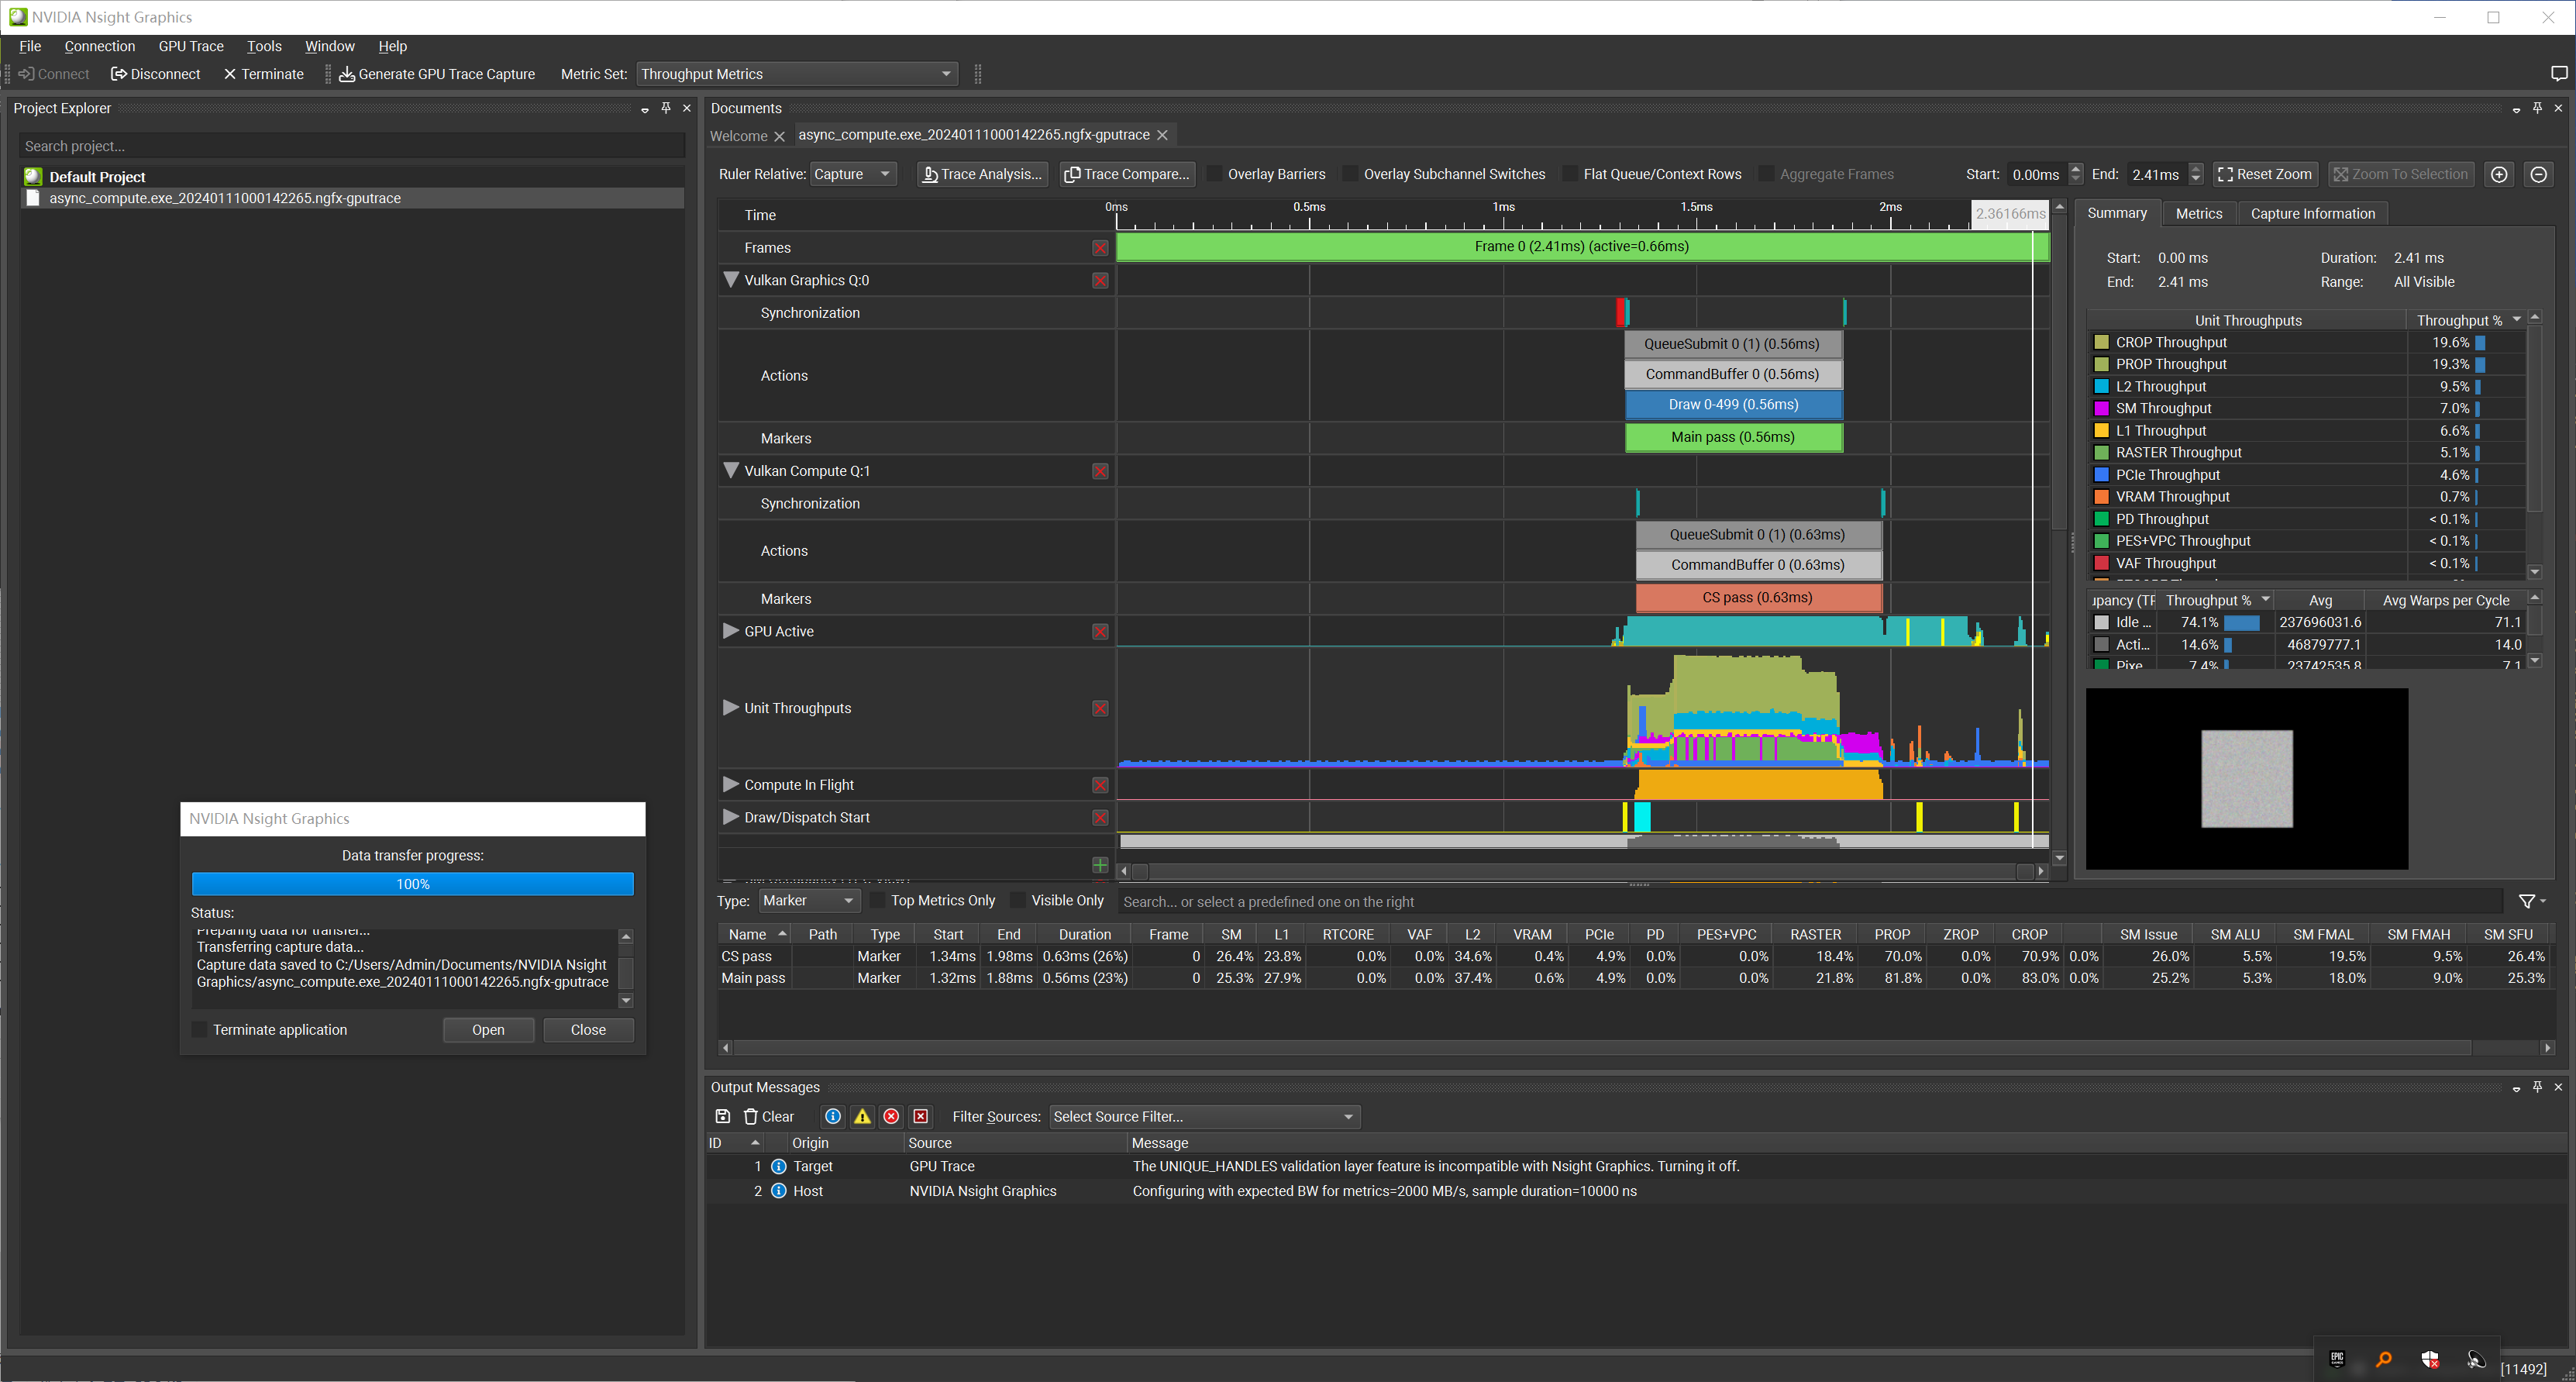 NVIDIA Nsight Graphics
File Connection GPU Trace Tools Window Help
Connect Disconnect Terminate Generate GPU Trace Capture Metric Set: Throughput Metrics
Project Explorer
Search project...
Default Project
async_compute.exe_20240111000142265.ngfx-gputrace
Documents
Welcome async_compute.exe_20240111000142265.ngfx-gputrace
Ruler Relative: Capture Trace Analysis... Trace Compare... Overlay Barriers Overlay Subchannel Switches Flat Queue/Context Rows Aggregate Frames Start: 0.00ms End: 2.41ms Reset Zoom Zoom To Selection
Time 0ms 0.5ms 1ms 1.5ms 2ms 2.36166ms
Frames Frame 0 (2.41ms) (active=0.66ms)
Vulkan Graphics Q:0
Synchronization
Actions
QueueSubmit 0 (1) (0.56ms)
CommandBuffer 0 (0.56ms)
Draw 0-499 (0.56ms)
Markers Main pass (0.56ms)
Vulkan Compute Q:1
Synchronization
Actions
QueueSubmit 0 (1) (0.63ms)
CommandBuffer 0 (0.63ms)
Markers CS pass (0.63ms)
GPU Active
Unit Throughputs
Compute In Flight
Draw/Dispatch Start
Summary Metrics Capture Information
Start: 0.00 ms Duration: 2.41 ms
End: 2.41 ms Range: All Visible
Unit Throughputs Throughput %
CROP Throughput 19.6%
PROP Throughput 19.3%
L2 Throughput 9.5%
SM Throughput 7.0%
L1 Throughput 6.6%
RASTER Throughput 5.1%
PCIe Throughput 4.6%
VRAM Throughput 0.7%
PD Throughput < 0.1%
PES+VPC Throughput < 0.1%
VAF Throughput < 0.1%
Throughput % Avg Avg Warps per Cycle
Idle ... 74.1% 237696031.6 71.1
Acti... 14.6% 46879777.1 14.0
Pixe 7.4% 23742535.8 7.1
Type: Marker Top Metrics Only Visible Only Search... or select a predefined one on the right
Name Path Type Start End Duration Frame SM L1 RTCORE VAF L2 VRAM PCIe PD PES+VPC RASTER PROP ZROP CROP SM Issue SM ALU SM FMAL SM FMAH SM SFU
CS pass Marker 1.34ms 1.98ms 0.63ms (26%) 0 26.4% 23.8% 0.0% 0.0% 34.6% 0.4% 4.9% 0.0% 0.0% 18.4% 70.0% 0.0% 70.9% 0.0% 26.0% 5.5% 19.5% 9.5% 26.4%
Main pass Marker 1.32ms 1.88ms 0.56ms (23%) 0 25.3% 27.9% 0.0% 0.0% 37.4% 0.6% 4.9% 0.0% 0.0% 21.8% 81.8% 0.0% 83.0% 0.0% 25.2% 5.3% 18.0% 9.0% 25.3%
NVIDIA Nsight Graphics
Data transfer progress:
100%
Status:
Preparing data for transfer...
Transferring capture data...
Capture data saved to C:/Users/Admin/Documents/NVIDIA Nsight
Graphics/async_compute.exe_20240111000142265.ngfx-gputrace
Terminate application Open Close
Output Messages
Clear Filter Sources: Select Source Filter...
ID Origin Source Message
1 Target GPU Trace The UNIQUE_HANDLES validation layer feature is incompatible with Nsight Graphics. Turning it off.
2 Host NVIDIA Nsight Graphics Configuring with expected BW for metrics=2000 MB/s, sample duration=10000 ns
EPIC
[11492]